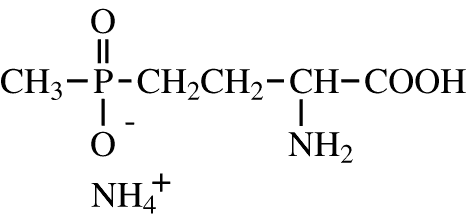 O
CH3 P CH2CH2 CH COOH
O -
NH2
NH4+